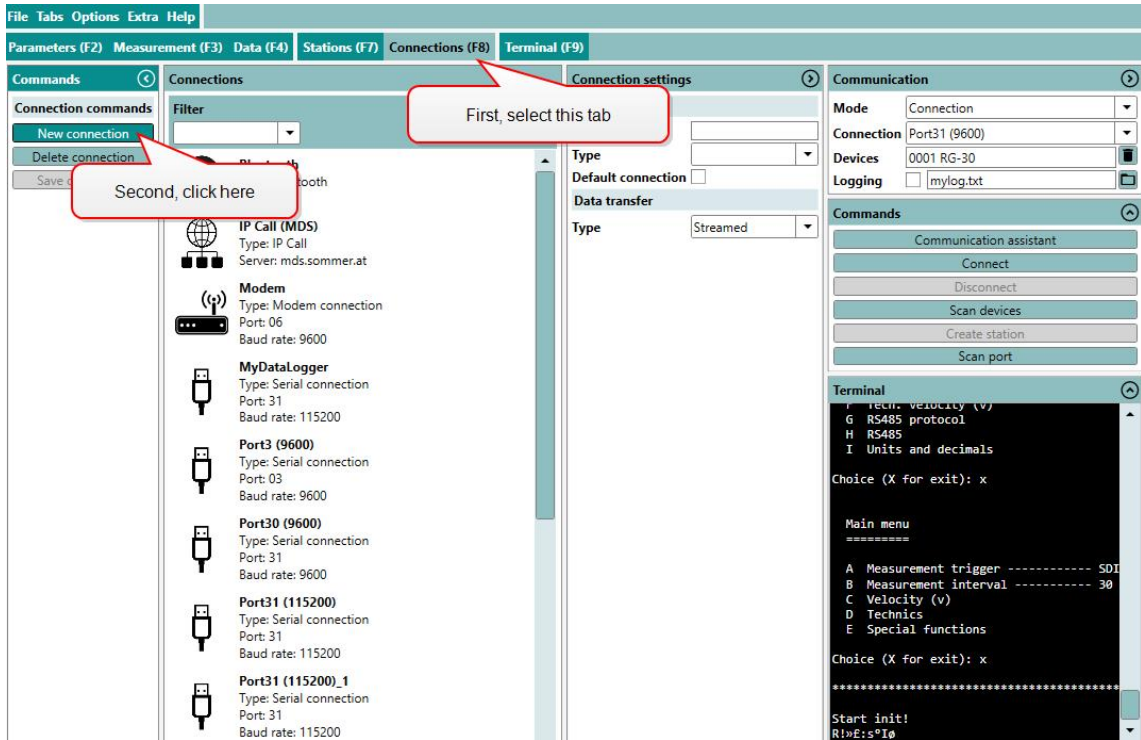 File Tabs Options Extra Help
Parameters (F2) Measurement (F3) Data (F4) Stations (F7) Connections (F8) Terminal (F9)
Commands
Connection commands
New connection
Delete connection
Save
Second, click here
Connections
Filter
First, select this tab
IP Call (MDS)
Type: IP Call
Server: mds.sommer.at
Modem
Type: Modem connection
Port: 06
Baud rate: 9600
MyDataLogger
Type: Serial connection
Port: 31
Baud rate: 115200
Port3 (9600)
Type: Serial connection
Port: 03
Baud rate: 9600
Port30 (9600)
Type: Serial connection
Port: 31
Baud rate: 9600
Port31 (115200)
Type: Serial connection
Port: 31
Baud rate: 115200
Port31 (115200)_1
Type: Serial connection
Port: 31
Baud rate: 115200
Connection settings
Type
Default connection
Data transfer
Type Streamed
Communication
Mode Connection
Connection Port31 (9600)
Devices 0001 RG-30
Logging mylog.txt
Commands
Communication assistant
Connect
Disconnect
Scan devices
Create station
Scan port
Terminal
F Tech. velocity (v)
G RS485 protocol
H RS485
I Units and decimals
Choice (X for exit): x
Main menu
=========
A Measurement trigger ------------ SDI
B Measurement interval ----------- 30
C Velocity (v)
D Technics
E Special functions
Choice (X for exit): x
*****************************************
Start init!
R!»£:sºIø